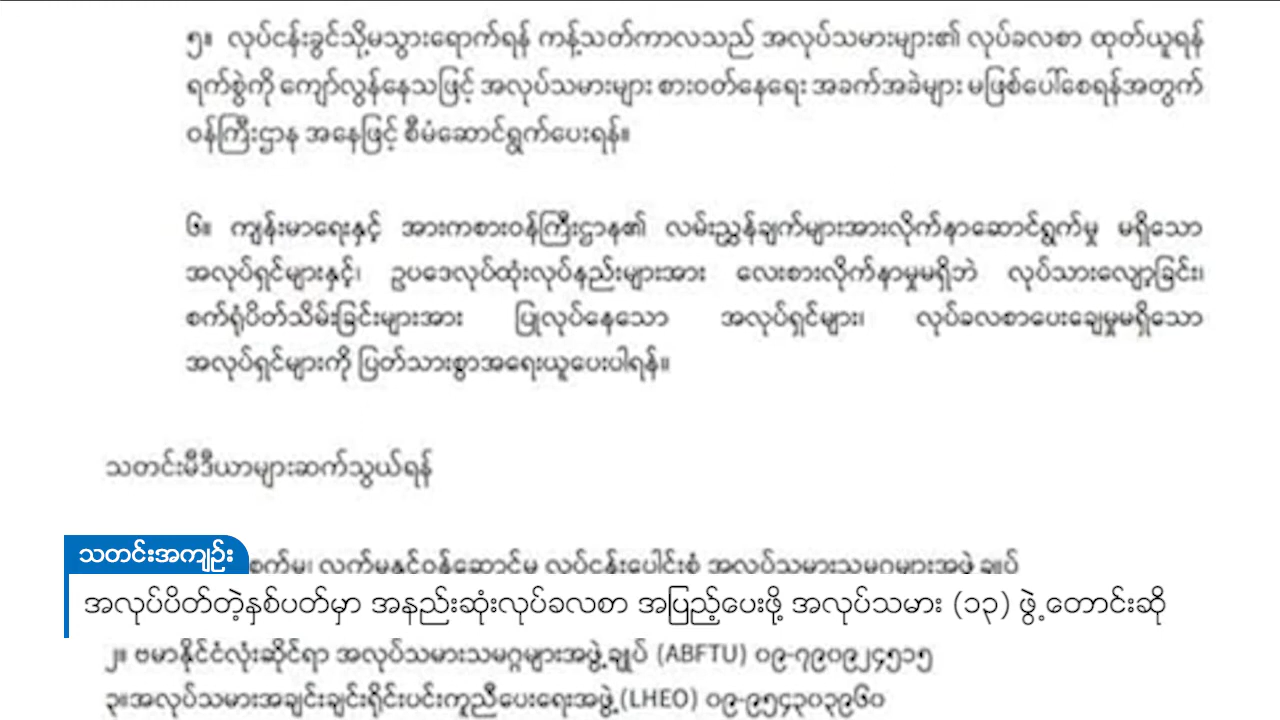 ၅။ လုပ်ငန်းခွင်သို့မသွားရောက်ရန် ကန့်သတ်ကာလသည် အလုပ်သမားများ၏ လုပ်ခလစာ ထုတ်ယူရန်
ရက်စွဲကို ကျော်လွန်နေသဖြင့် အလုပ်သမားများ စားဝတ်နေရေး အခက်အခဲများ မဖြစ်ပေါ်စေရန်အတွက်
ဝန်ကြီးဌာန အနေဖြင့် စီမံဆောင်ရွက်ပေးရန်။
၆။ ကျန်းမာရေးနှင့် အားကစားဝန်ကြီးဌာန၏ လမ်းညွှန်ချက်များအားလိုက်နာဆောင်ရွက်မှု မရှိသော
အလုပ်ရှင်များနှင့်၊ ဥပဒေလုပ်ထုံးလုပ်နည်းများအား လေးစားလိုက်နာမှုမရှိဘဲ လုပ်သားလျှော့ခြင်း၊
စက်ရုံပိတ်သိမ်းခြင်းများအား ပြုလုပ်နေသော အလုပ်ရှင်များ၊ လုပ်ခလစာပေးချေမှုမရှိသော
အလုပ်ရှင်များကို ပြတ်သားစွာအရေးယူပေးပါရန်။
သတင်းမီဒီယာများဆက်သွယ်ရန်
သတင်းအကျဉ်း
အလုပ်ပိတ်တဲ့နှစ်ပတ်မှာ အနည်းဆုံးလုပ်ခလစာ အပြည့်ပေးဖို့ အလုပ်သမား (၁၃) ဖွဲ့ တောင်းဆို
၂။ ဗမာနိုင်ငံလုံးဆိုင်ရာ အလုပ်သမားသမဂ္ဂများအဖွဲ့ချုပ် (ABFTU) ၀၉-၇၉၀၉၂၄၅၁၅
၃။အလုပ်သမားအချင်းချင်းရိုင်းပင်းကူညီပေးရေးအဖွဲ့(LHEO) ၀၉-၉၅၄၃၀၃၉၆၀